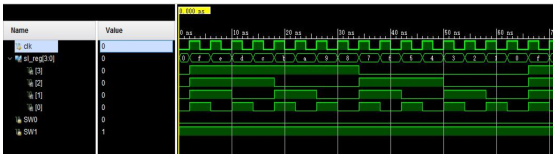 0.000 ns
Name Value
0 ns 10 ns 20 ns 30 ns 40 ns 50 ns 60 ns 7
clk 0
sl_reg[3:0] 0 0 f e d c b a 9 8 7 6 5 4 3 2 1 0 f
[3] 0
[2] 0
[1] 0
[0] 0
SW0 0
SW1 1